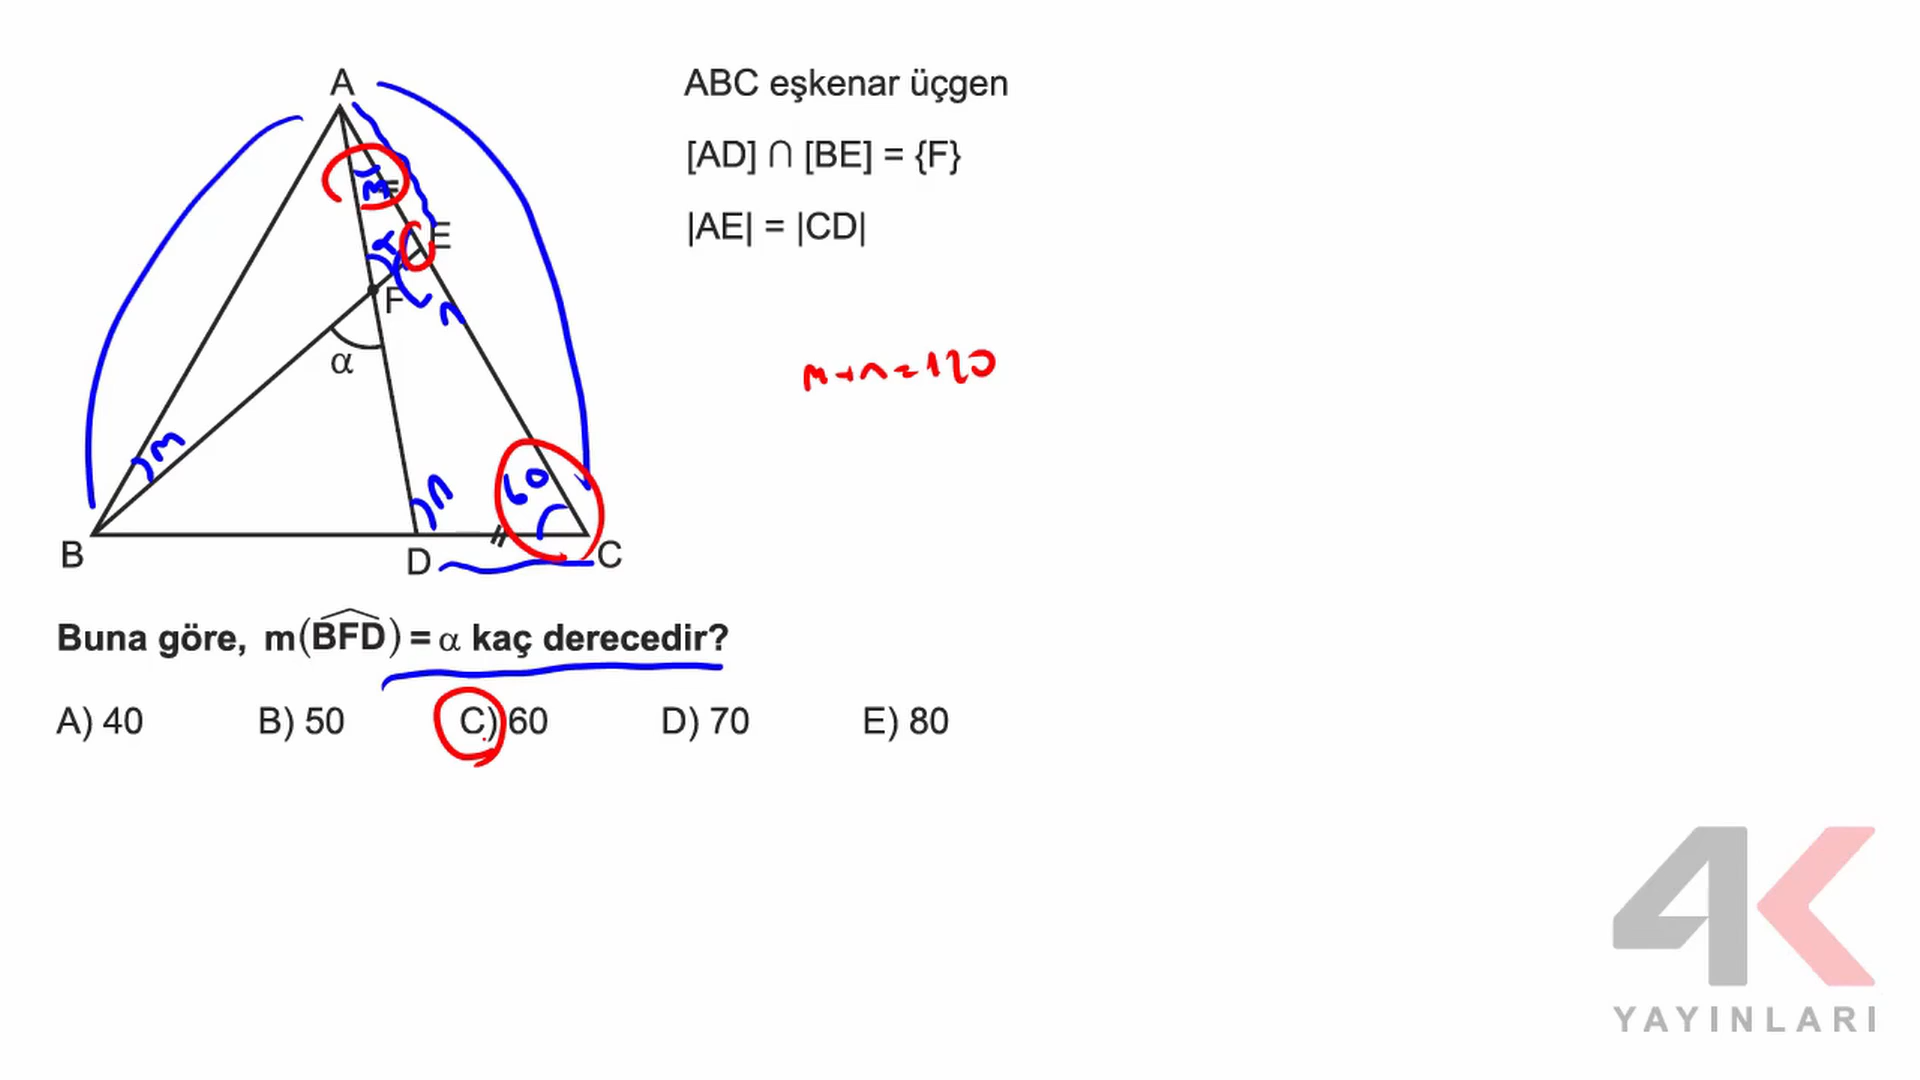 A
ABC eşkenar üçgen
[AD] ∩ [BE] = {F}
|AE| = |CD|
m
=
E
α
F
n
α
m+n=120
m
n
60
B
D
C
Buna göre, m(BFD) = α kaç derecedir?
A) 40 B) 50 C) 60 D) 70 E) 80
4K
YAYINLARI